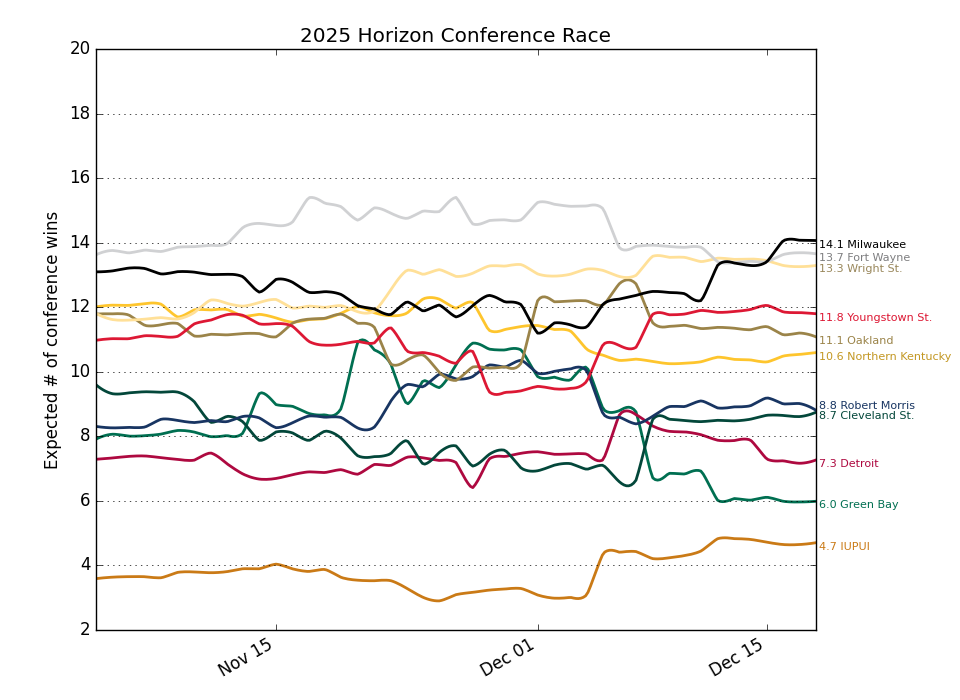 2025 Horizon Conference Race
Expected # of conference wins
20
18
16
14
12
10
8
6
4
2
Nov 15
Dec 01
Dec 15
14.1 Milwaukee
13.7 Fort Wayne
13.3 Wright St.
11.8 Youngstown St.
11.1 Oakland
10.6 Northern Kentucky
8.8 Robert Morris
8.7 Cleveland St.
7.3 Detroit
6.0 Green Bay
4.7 IUPUI